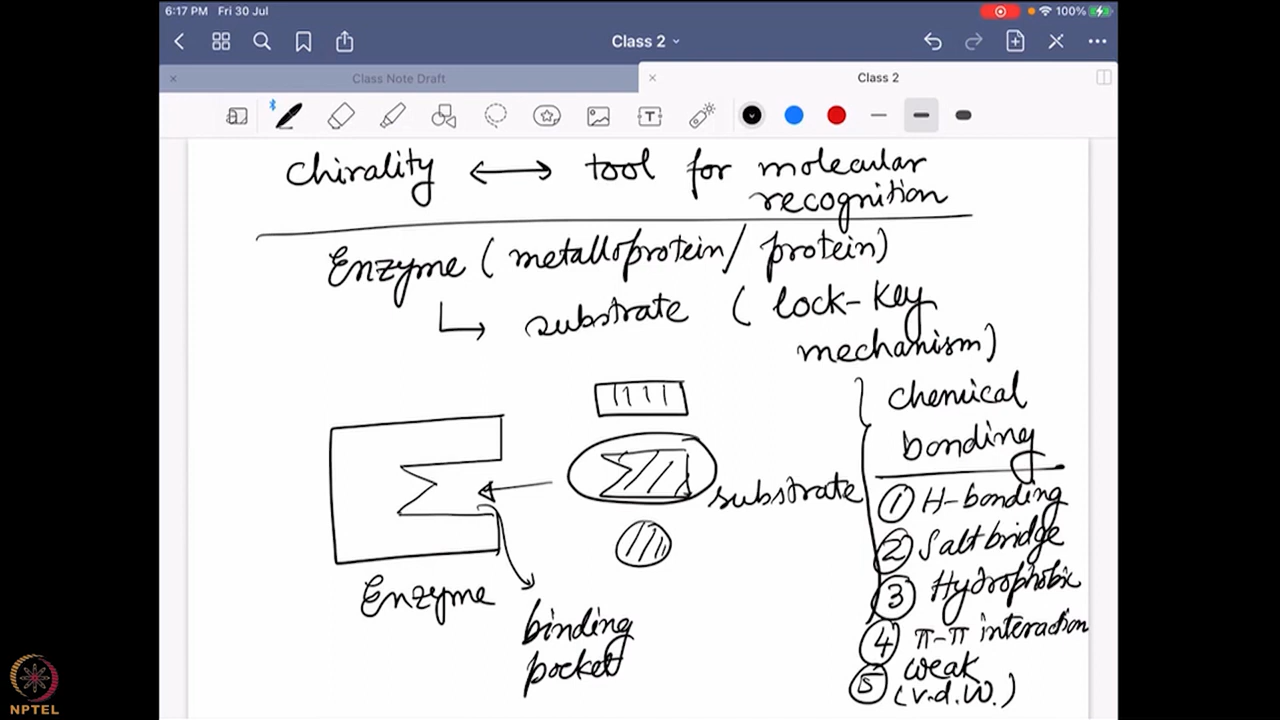 6:17 PM Fri 30 Jul
100%
Class 2
Class Note Draft
Class 2
T
chirality ↔ tool for molecular
recognition
Enzyme (metalloprotein/protein)
↳ substrate (lock-key
mechanism)
chemical
bonding
substrate
① H-bonding
② Salt bridge
③ Hydrophobic
④ π-π interaction
⑤ weak
(v.d.W.)
Enzyme
binding
pocket
NPTEL